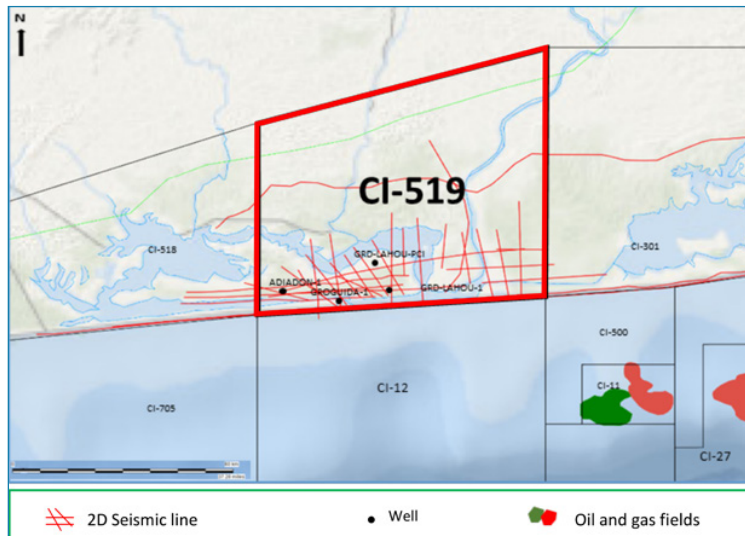 N
CI-519
CI-518
CI-301
GRD-LAHOU-PCI
ADIADON-1
GROGUIDA-1
GRD-LAHOU-1
CI-500
CI-11
CI-12
CI-705
CI-27
2D Seismic line
Well
Oil and gas fields